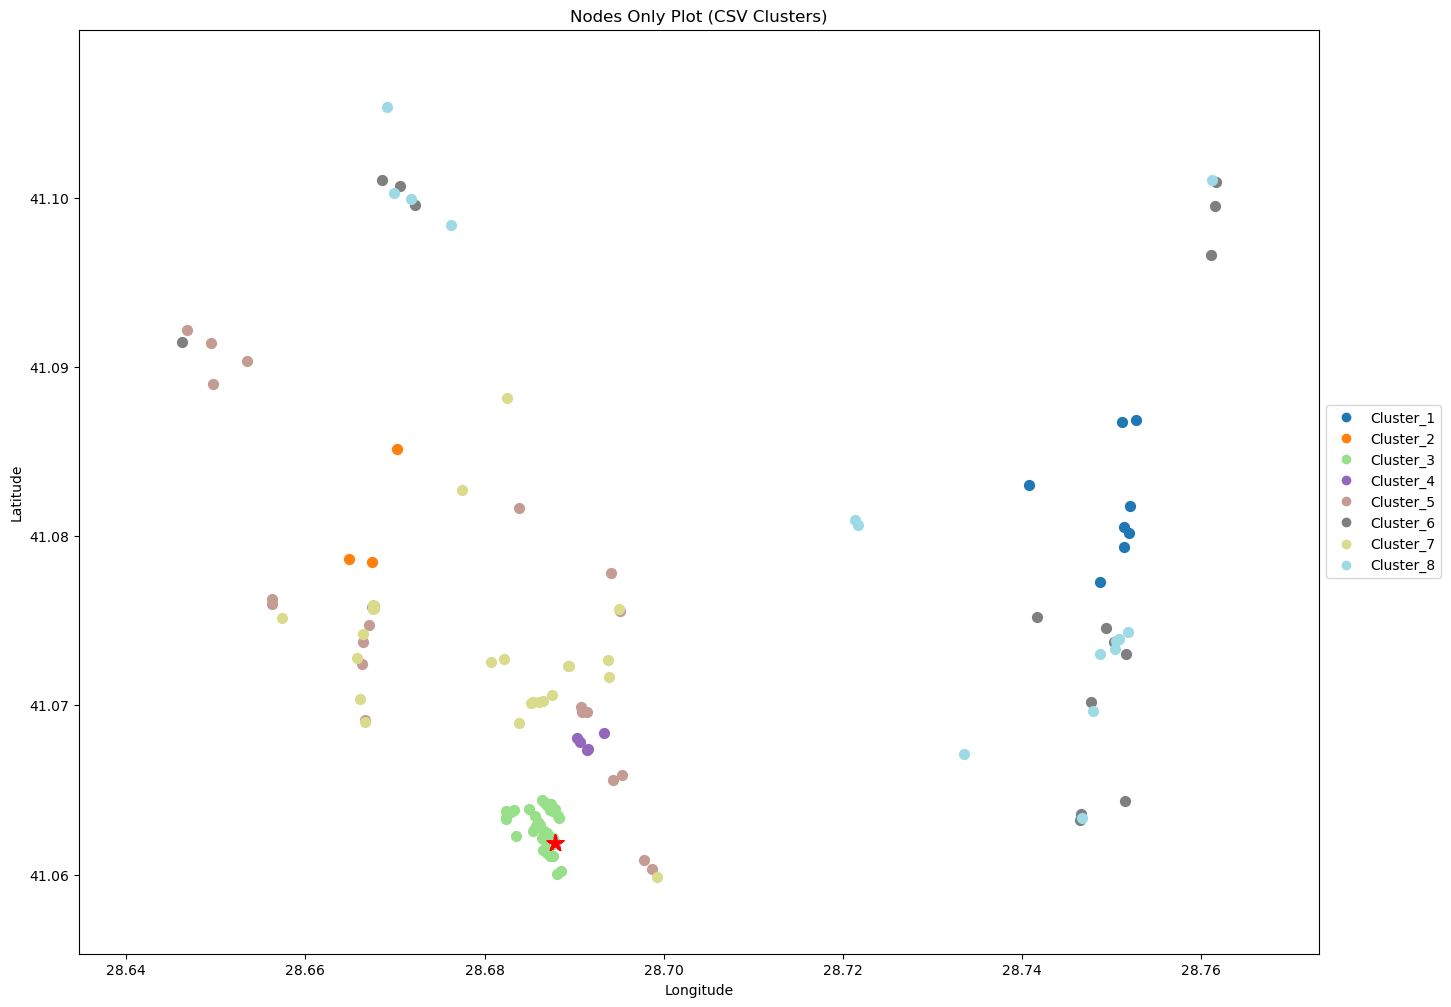 Nodes Only Plot (CSV Clusters)
41.10
41.09
41.08
41.07
41.06
Latitude
28.64
28.66
28.68
28.70
28.72
28.74
28.76
Longitude
Cluster_1
Cluster_2
Cluster_3
Cluster_4
Cluster_5
Cluster_6
Cluster_7
Cluster_8